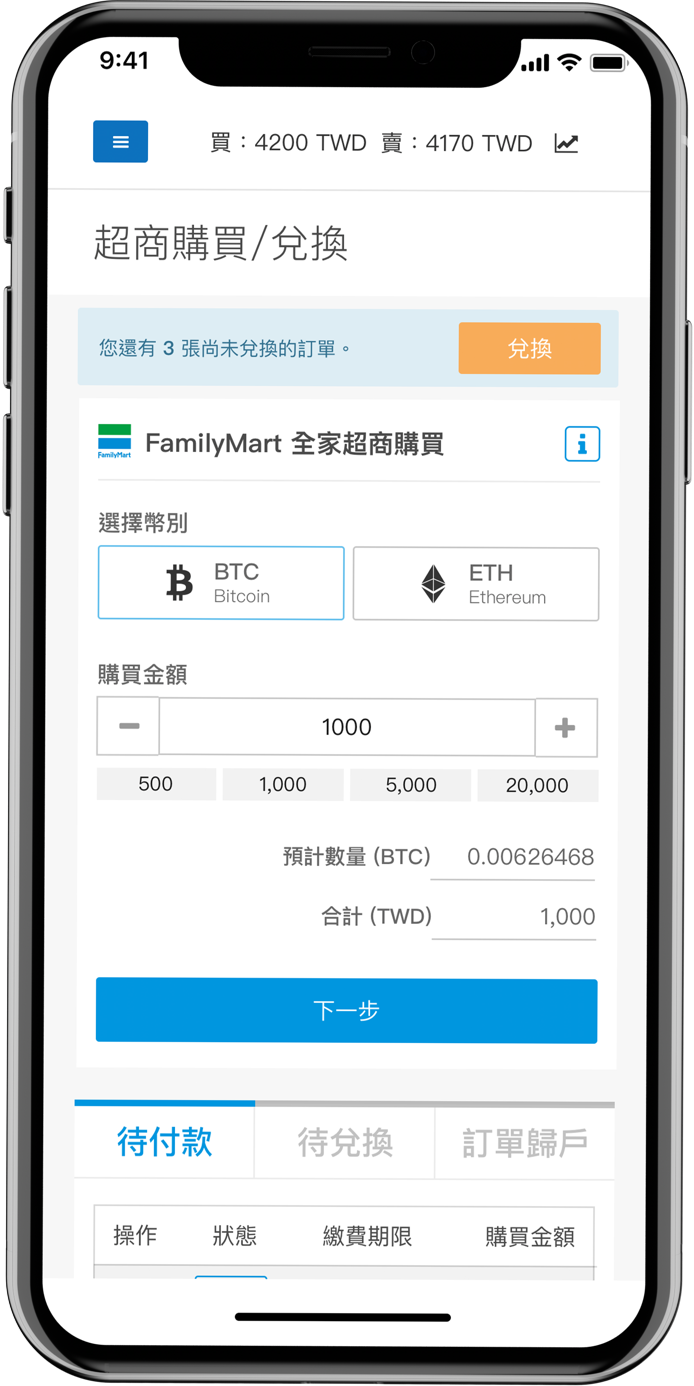 9:41
買：4200 TWD 賣：4170 TWD
超商購買/兌換
您還有 3 張尚未兌換的訂單。
兌換
FamilyMart
FamilyMart 全家超商購買
選擇幣別
BTC
Bitcoin
ETH
Ethereum
購買金額
1000
500 1,000 5,000 20,000
預計數量 (BTC) 0.00626468
合計 (TWD) 1,000
下一步
待付款 待兌換 訂單歸戶
操作 狀態 繳費期限 購買金額